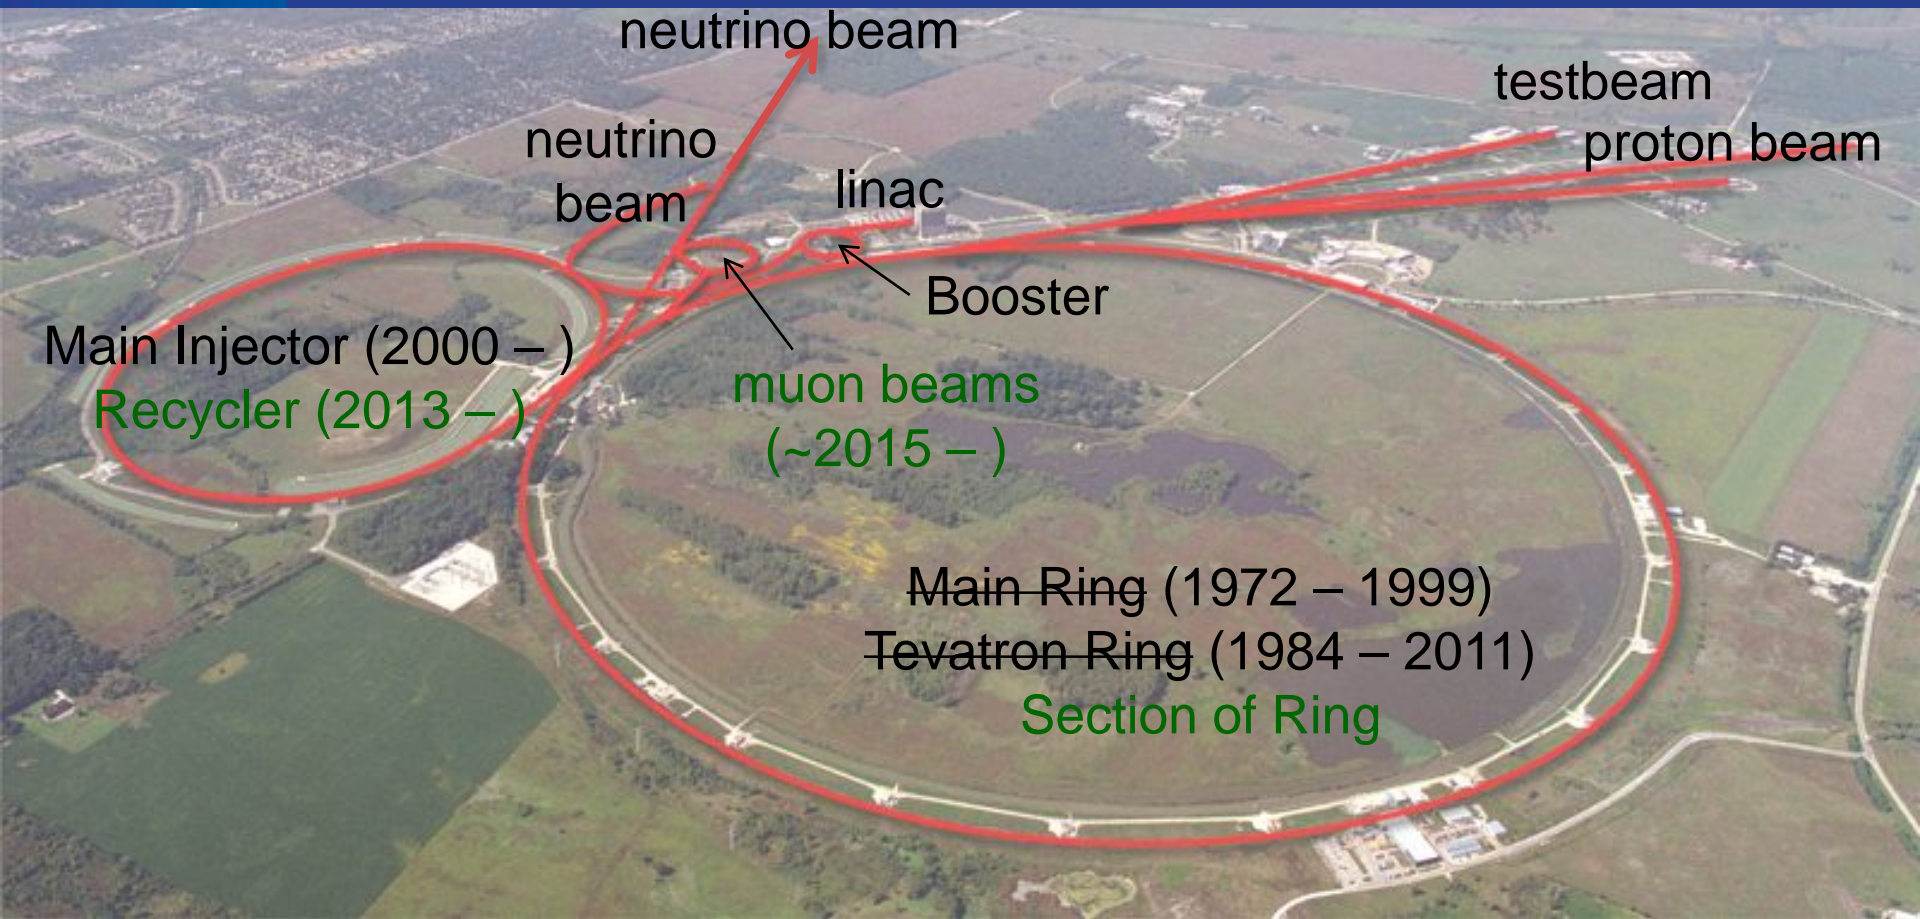 neutrino beam
testbeam
neutrino
beam
proton beam
linac
Booster
Main Injector (2000 – )
Recycler (2013 – )
muon beams
(~2015 – )
Main Ring (1972 – 1999)
Tevatron Ring (1984 – 2011)
Section of Ring